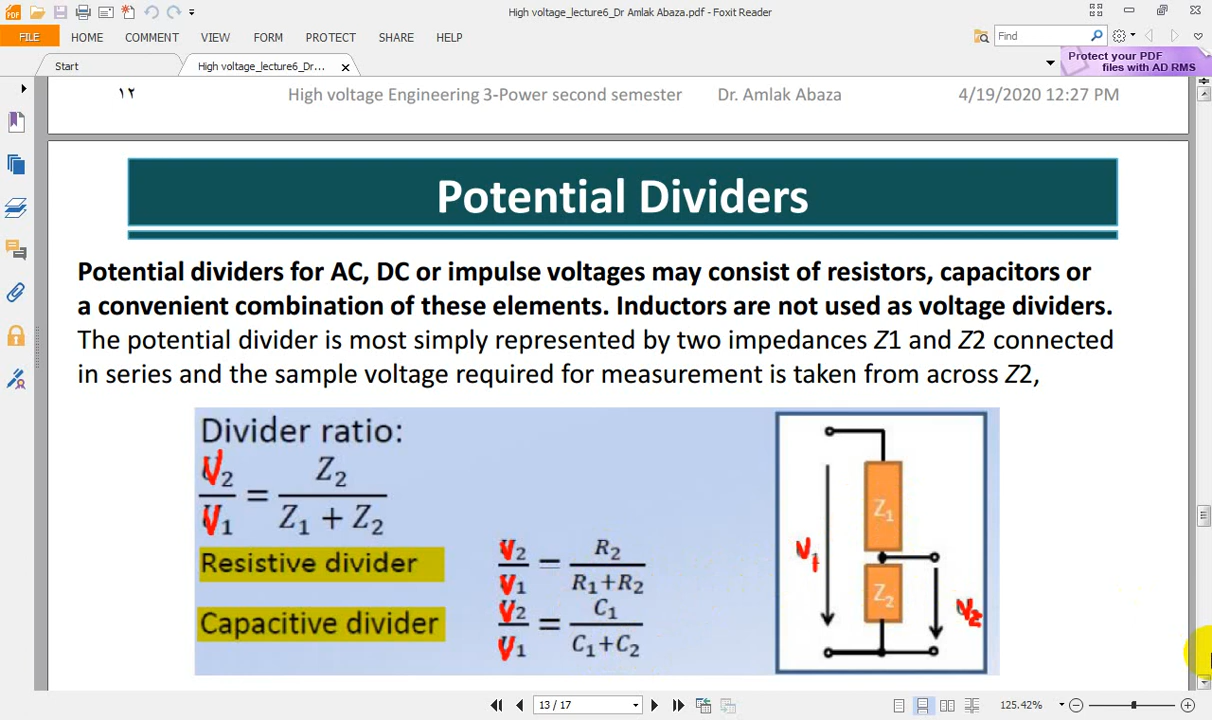 High voltage_lecture6_Dr Amlak Abaza.pdf - Foxit Reader
FILE HOME COMMENT VIEW FORM PROTECT SHARE HELP Find
Start High voltage_lecture6_Dr... Protect your PDF
files with AD RMS
١٢ High voltage Engineering 3-Power second semester Dr. Amlak Abaza 4/19/2020 12:27 PM
Potential Dividers
Potential dividers for AC, DC or impulse voltages may consist of resistors, capacitors or
a convenient combination of these elements. Inductors are not used as voltage dividers.
The potential divider is most simply represented by two impedances Z1 and Z2 connected
in series and the sample voltage required for measurement is taken from across Z2,
Divider ratio:
V₂/V₁ = Z₂/(Z₁ + Z₂)
Resistive divider V₂/V₁ = R₂/(R₁+R₂)
Capacitive divider V₂/V₁ = C₁/(C₁+C₂)
Z₁
V₁
Z₂
V₂
13 / 17 125.42%